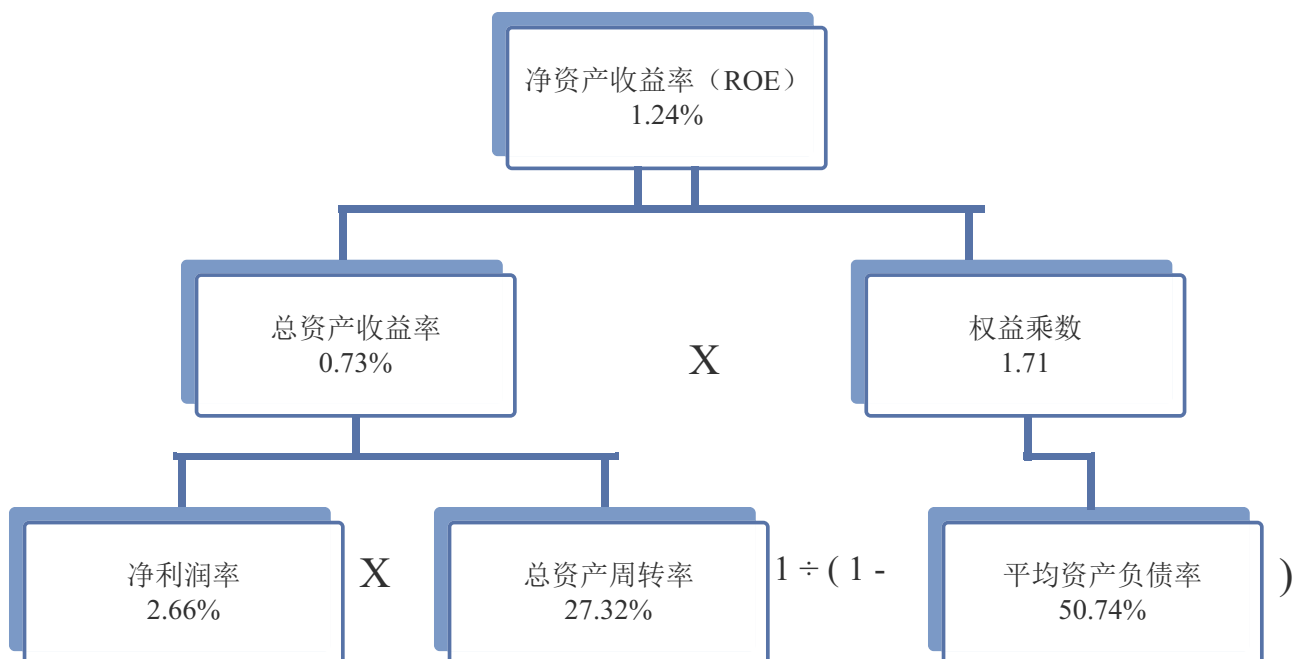 净资产收益率（ROE）
1.24%
总资产收益率
0.73%
X
权益乘数
1.71
净利润率
2.66%
X
总资产周转率
27.32%
1 ÷ ( 1 -
平均资产负债率
50.74%
)